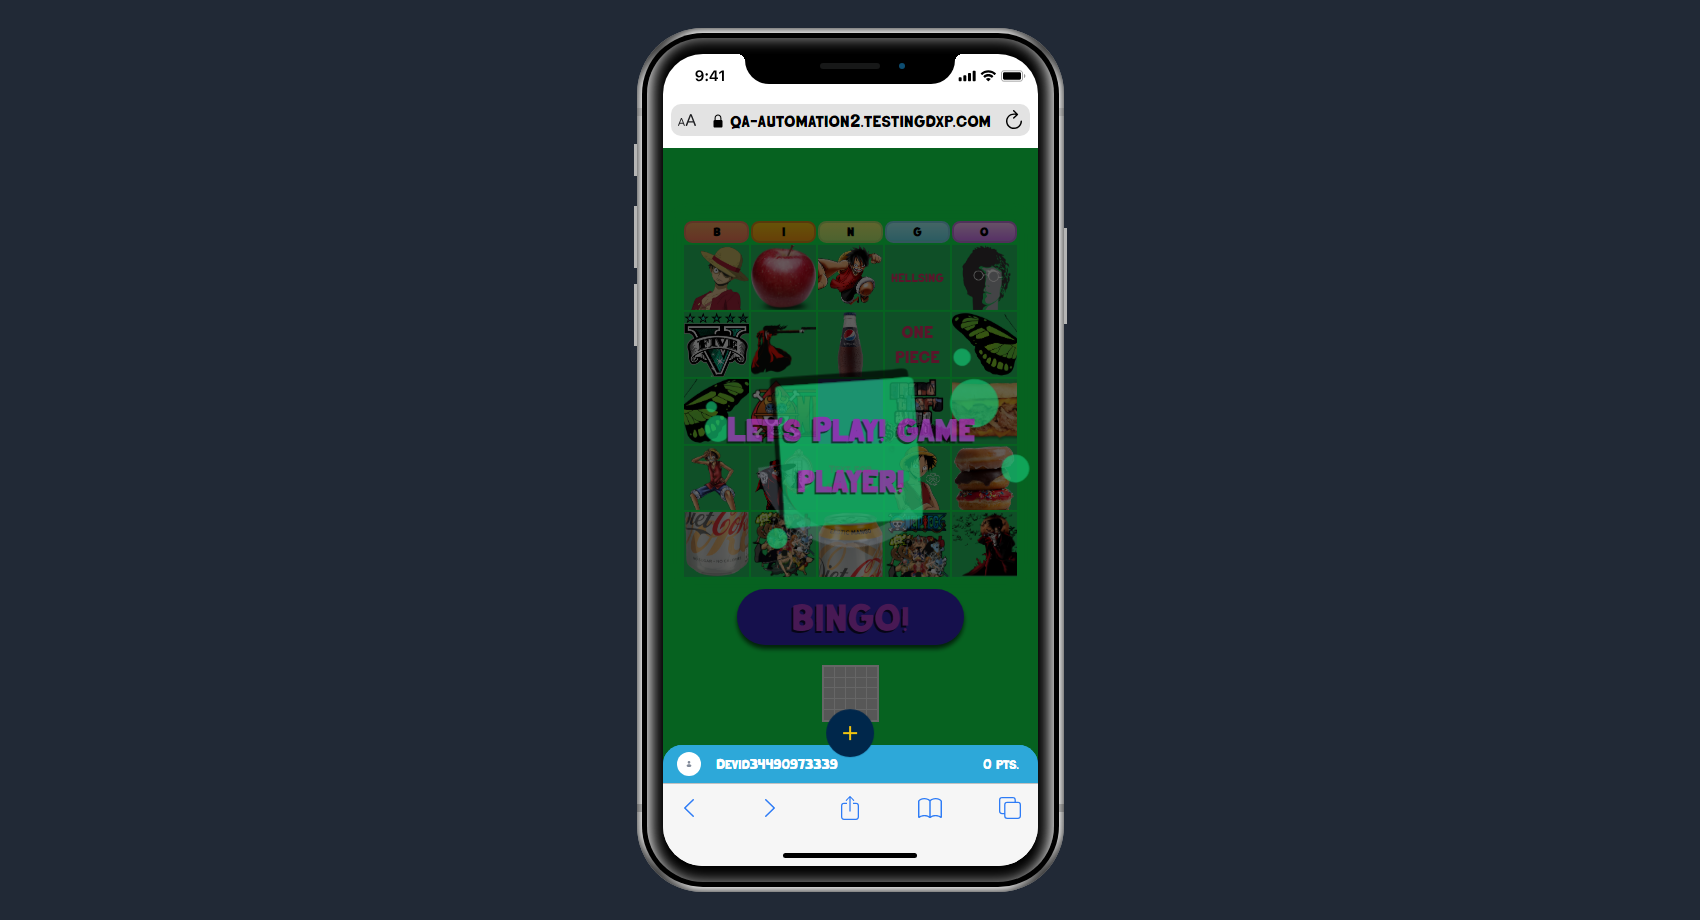 9:41
AA QA-AUTOMATION2.TESTINGDXP.COM
B I N G O
HELLSING
FIVE
ONE
PIECE
LET'S PLAY! GAME
PLAYER!
BINGO!
+
DEVID34490973339 0 PTS.